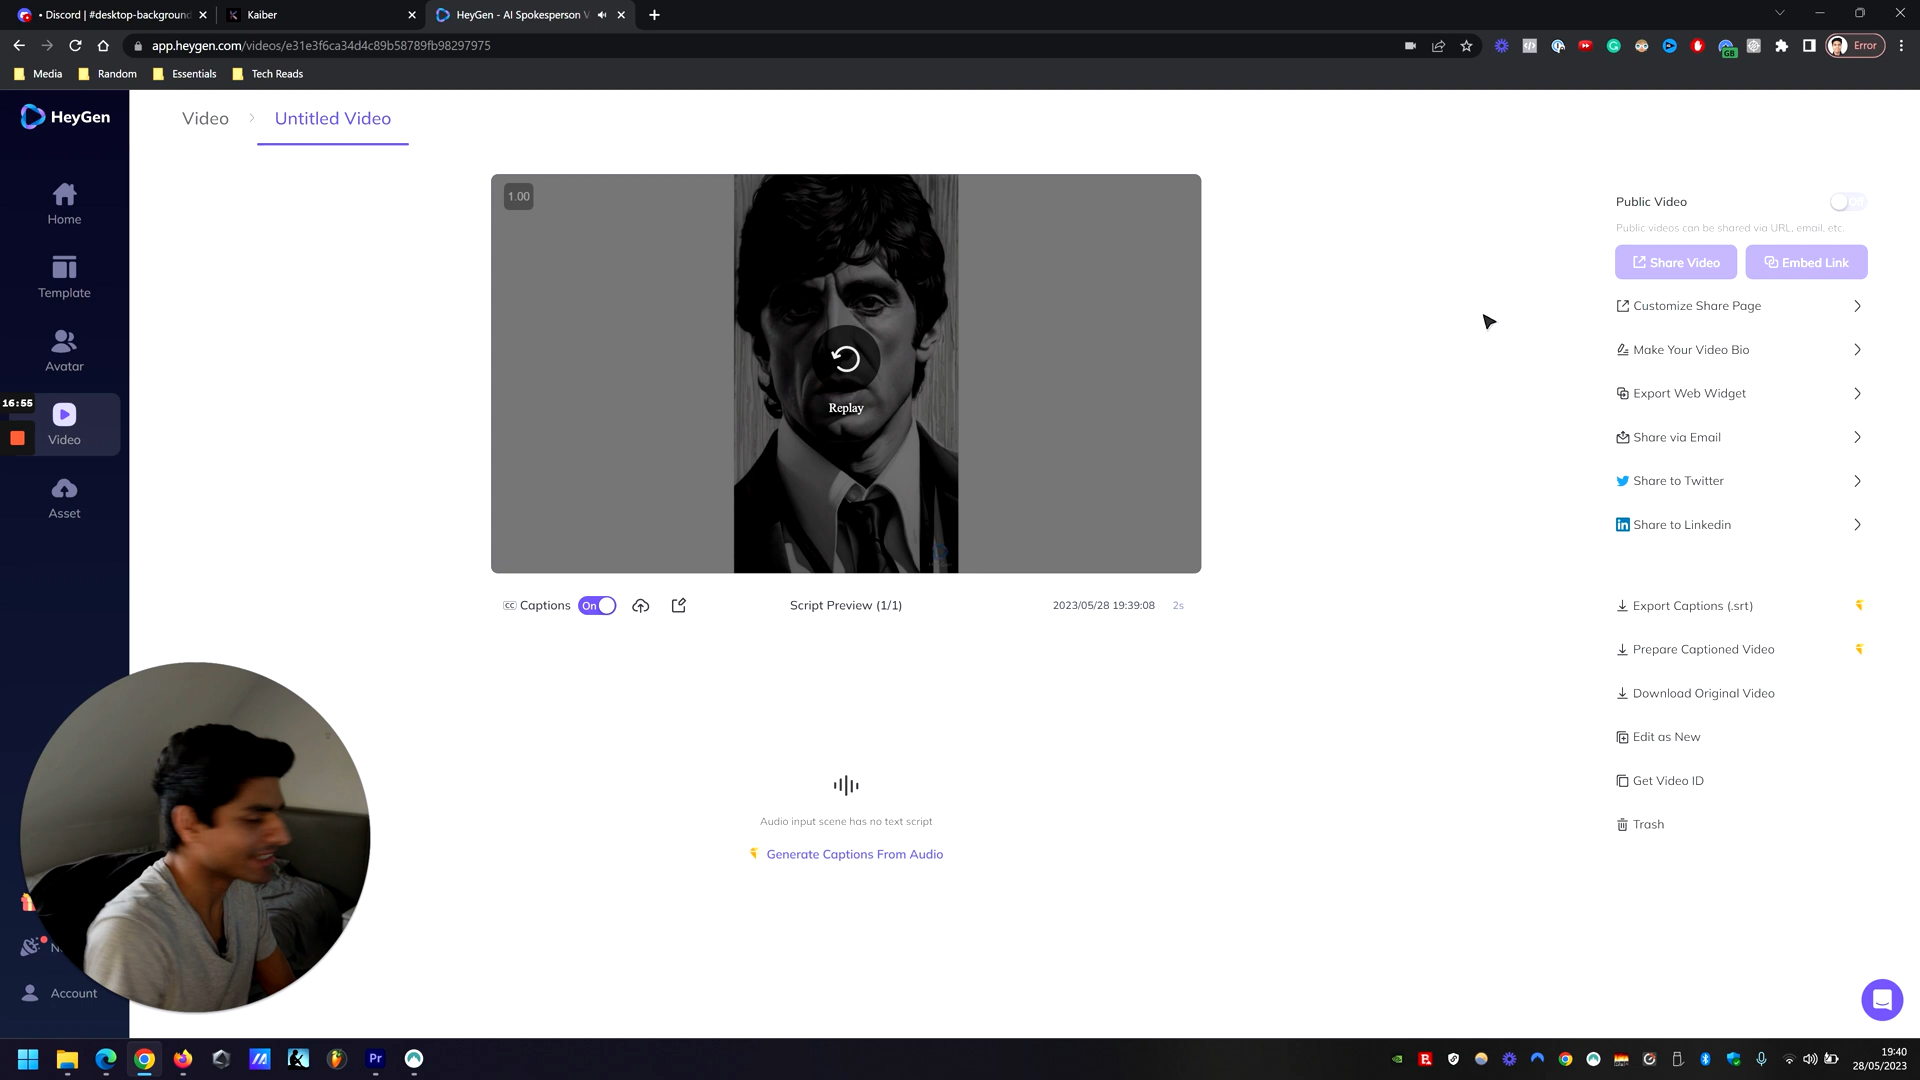 • Discord | #desktop-background
Kaiber
HeyGen - AI Spokesperson V
app.heygen.com/videos/e31e3f6ca34d4c89b58789fb98297975
GB
Error
Media
Random
Essentials
Tech Reads
HeyGen
Video
Untitled Video
Home
Template
Avatar
16:55
Video
Asset
Account
1.00
Replay
CC Captions
On
Script Preview (1/1)
2023/05/28 19:39:08
2s
Audio input scene has no text script
Generate Captions From Audio
Public Video
Off
Public videos can be shared via URL, email, etc.
Share Video
Embed Link
Customize Share Page
Make Your Video Bio
Export Web Widget
Share via Email
Share to Twitter
in Share to Linkedin
Export Captions (.srt)
Prepare Captioned Video
Download Original Video
Edit as New
Get Video ID
Trash
Pr
19:40
28/05/2023